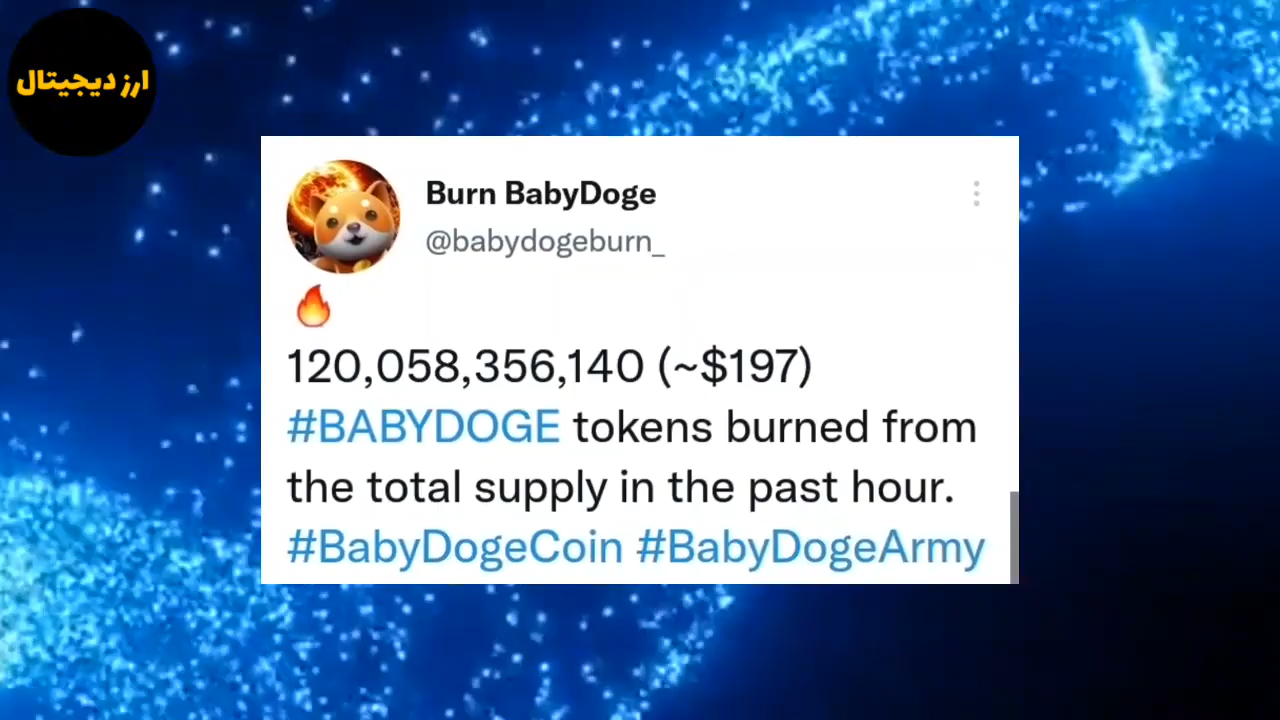 ارز دیجیتال
Burn BabyDoge
@babydogeburn_
🔥
120,058,356,140 (~$197)
#BABYDOGE tokens burned from
the total supply in the past hour.
#BabyDogeCoin #BabyDogeArmy